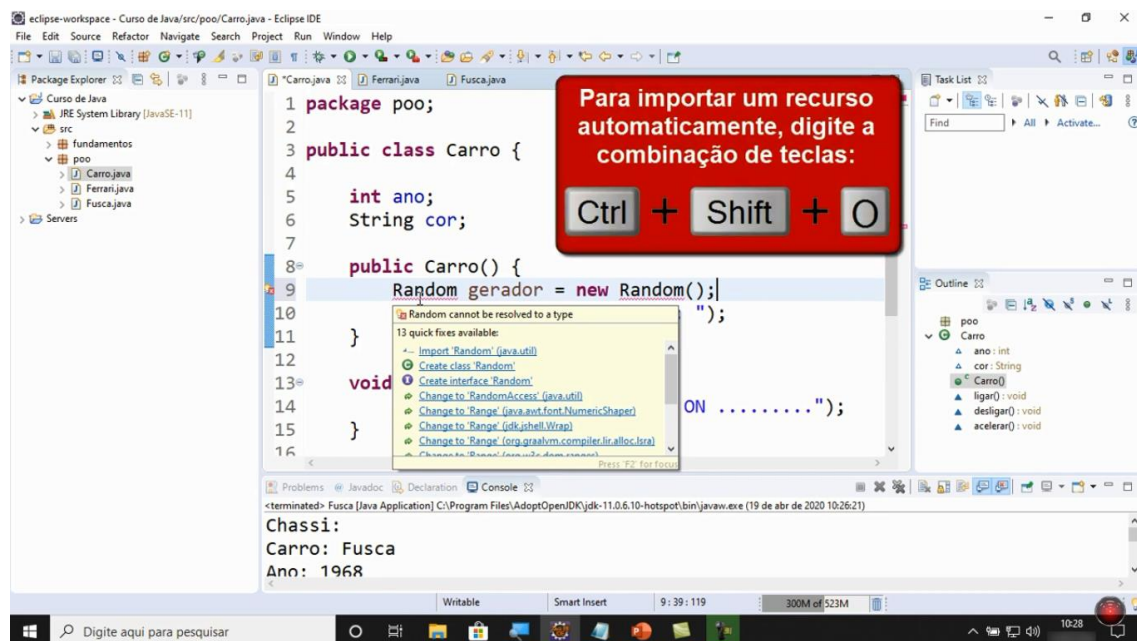 eclipse-workspace - Curso de Java/src/poo/Carro.java - Eclipse IDE
File Edit Source Refactor Navigate Search Project Run Window Help
Package Explorer
Curso de Java
JRE System Library [JavaSE-11]
src
fundamentos
poo
Carro.java
Ferrari.java
Fusca.java
Servers
*Carro.java Ferrari.java Fusca.java
1 package poo;
2
3 public class Carro {
4
5 int ano;
6 String cor;
7
8 public Carro() {
9 Random gerador = new Random();
10 ");
11 }
12
13 void
14 ON .........");
15 }
16
Random cannot be resolved to a type
13 quick fixes available:
Import 'Random' (java.util)
Create class 'Random'
Create interface 'Random'
Change to 'RandomAccess' (java.util)
Change to 'Range' (java.awt.font.NumericShaper)
Change to 'Range' (jdk.jshell.Wrap)
Change to 'Range' (org.graalvm.compiler.lir.alloc.lsra)
Change to 'Range' (org.w3c.dom.ranges)
Press 'F2' for focus
Para importar um recurso
automaticamente, digite a
combinação de teclas:
Ctrl + Shift + O
Task List
Find All Activate...
Outline
poo
Carro
ano : int
cor : String
Carro()
ligar() : void
desligar() : void
acelerar() : void
Problems Javadoc Declaration Console
<terminated> Fusca [Java Application] C:\Program Files\AdoptOpenJDK\jdk-11.0.6.10-hotspot\bin\javaw.exe (19 de abr de 2020 10:26:21)
Chassi:
Carro: Fusca
Ano: 1968
Writable Smart Insert 9 : 39 : 119 300M of 523M
Digite aqui para pesquisar
10:28